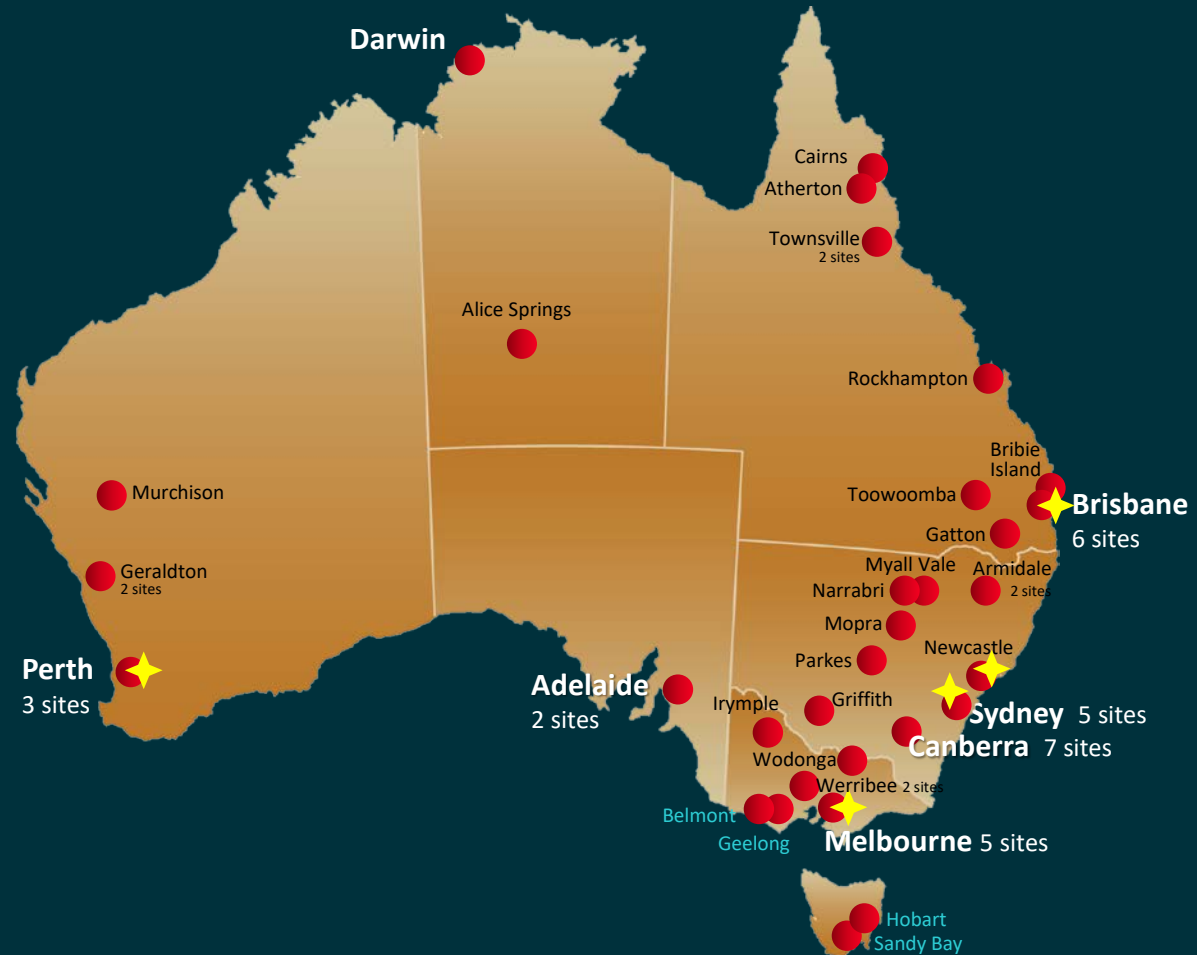 Darwin
Cairns
Atherton
Townsville
2 sites
Alice Springs
Rockhampton
Bribie
Island
Murchison
Toowoomba
Brisbane
6 sites
Gatton
Geraldton
2 sites
Myall Vale
Armidale
2 sites
Narrabri
Mopra
Newcastle
Parkes
Perth
3 sites
Adelaide
2 sites
Irymple
Griffith
Sydney 5 sites
Canberra 7 sites
Wodonga
Werribee 2 sites
Belmont
Geelong
Melbourne 5 sites
Hobart
Sandy Bay